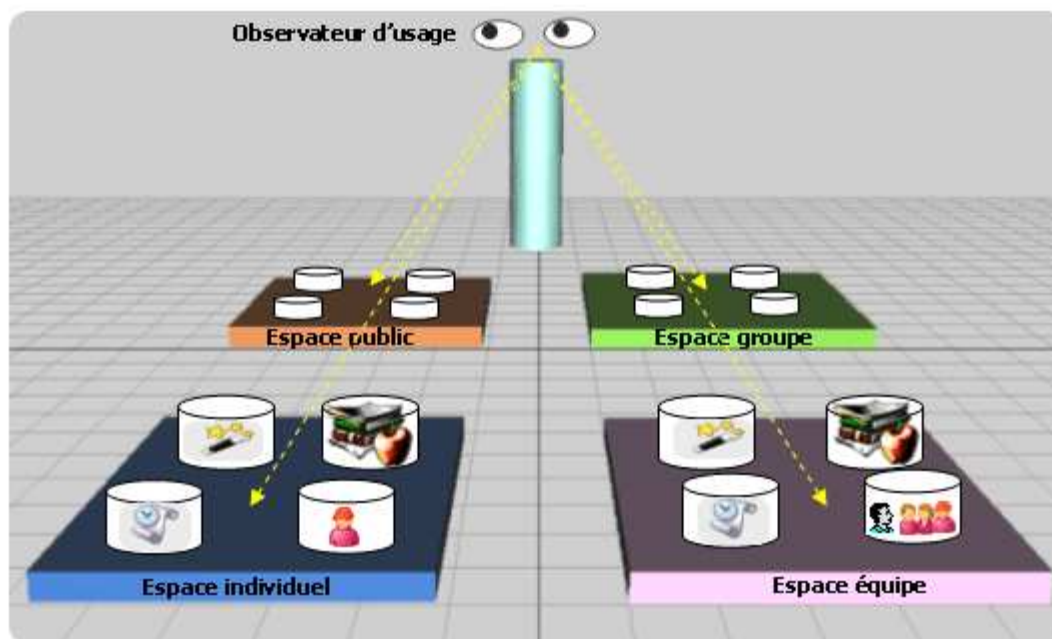 Observateur d'usage
Espace public
Espace groupe
Espace individuel
Espace équipe